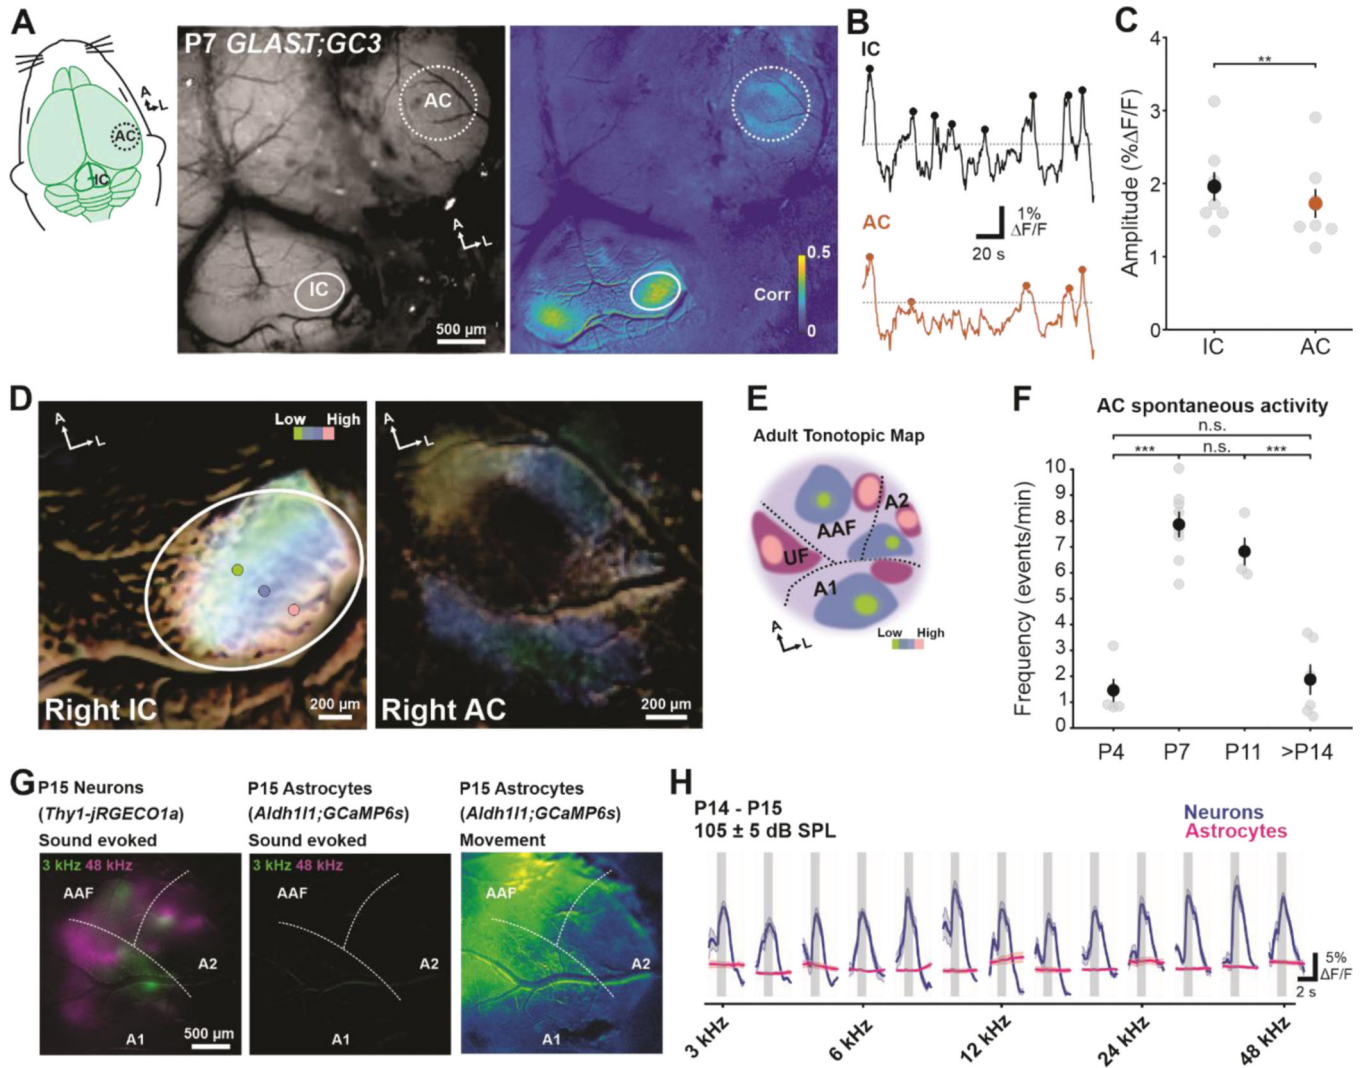 A
A
L
AC
IC
P7 GLAST;GC3
AC
A
L
IC
500 µm
0.5
Corr
0
B
IC
AC
1%
ΔF/F
20 s
C
**
Amplitude (%ΔF/F)
4
3
2
1
0
IC
AC
D
A
L
Low High
Right IC
200 µm
A
L
Right AC
200 µm
E
Adult Tonotopic Map
A2
AAF
UF
A1
A
L
Low High
F
AC spontaneous activity
n.s.
*** n.s. ***
Frequency (events/min)
10
9
8
7
6
5
4
3
2
1
0
P4 P7 P11 >P14
G
P15 Neurons
(Thy1-jRGECO1a)
Sound evoked
3 kHz 48 kHz
AAF
A2
A1
500 µm
P15 Astrocytes
(Aldh1l1;GCaMP6s)
Sound evoked
3 kHz 48 kHz
AAF
A2
A1
P15 Astrocytes
(Aldh1l1;GCaMP6s)
Movement
AAF
A2
A1
H
P14 - P15
105 ± 5 dB SPL
Neurons
Astrocytes
5%
ΔF/F
2 s
3 kHz
6 kHz
12 kHz
24 kHz
48 kHz